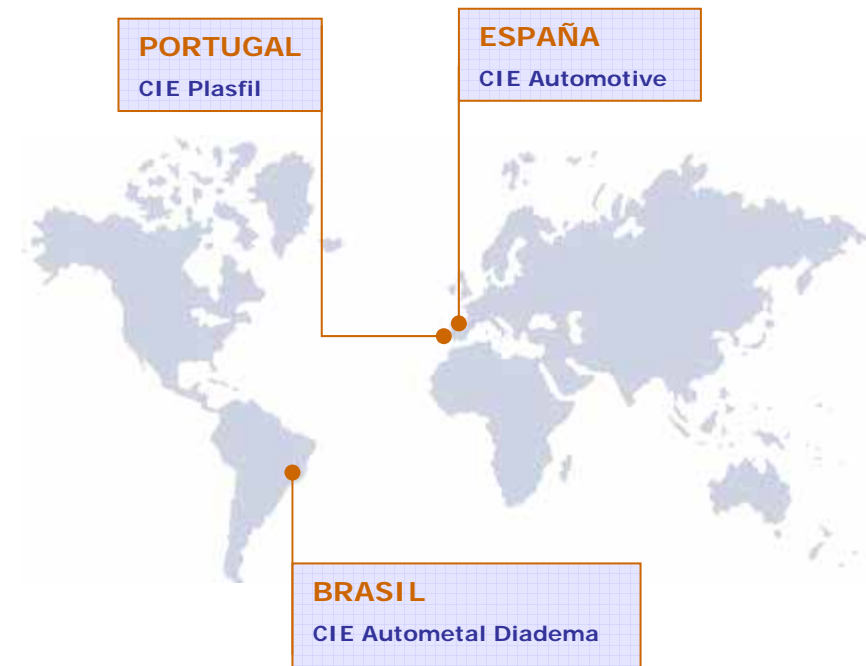 PORTUGAL
CIE Plasfil
ESPAÑA
CIE Automotive
BRASIL
CIE Autometal Diadema